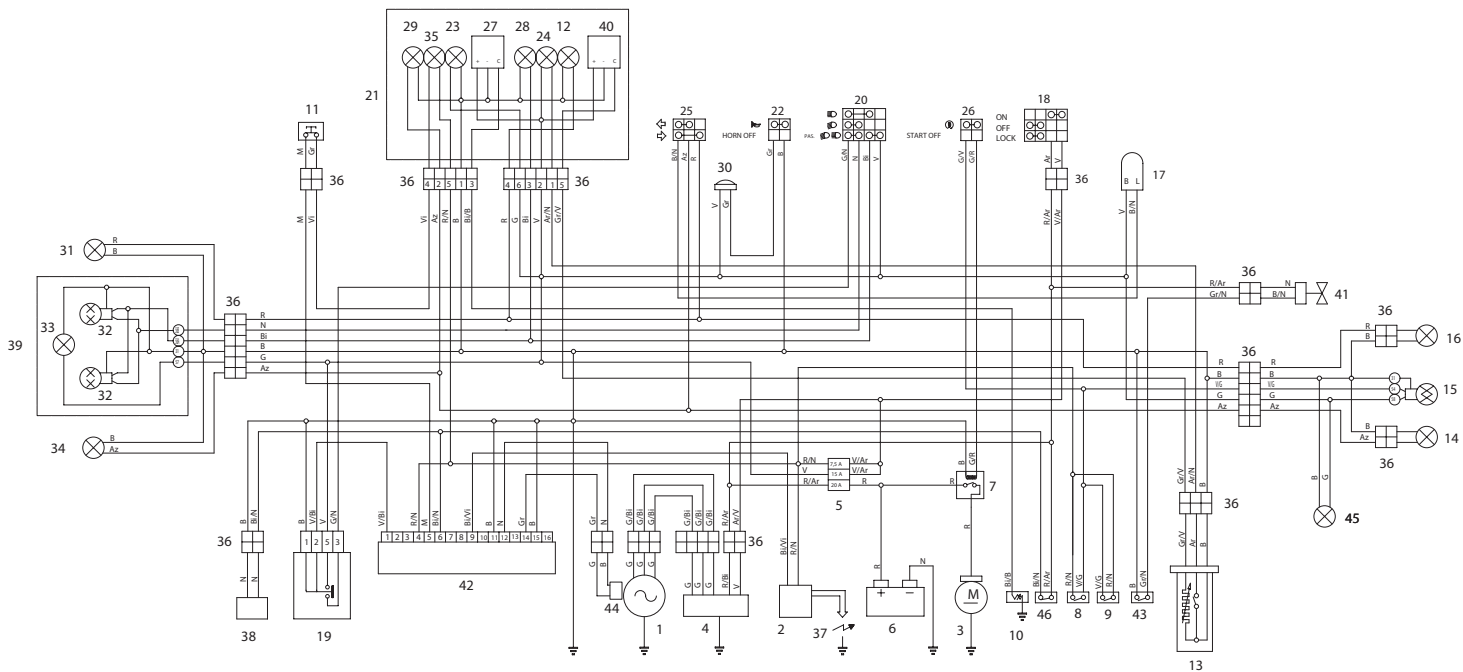 29 35 23 27 28 24 12 40
+ - C
+ - C
21
11
M Gr
36
M Vi
36
4 2 5 1 3
Vi Az R/N B Bi/B
4 6 3 2 1 5
36
R G Bi V Ar/N Gr/V
25
B/N Az R
22
HORN OFF
Gr B
30
V Gr
20
PAS.
G/N N Bi V
26
START OFF
G/V G/R
18
ON
OFF
LOCK
Ar V
36
R/Ar V/Ar
B L
17
V B/N
31
R
B
39
33
32
32
36
R
N
Bi
B
G
Az
34
B
Az
36
R/Ar
Gr/N
N
B/N
41
36
R
B
16
36
R
B
V/G
G
Az
R
B
V/G
G
Az
15
B
Az
14
36
B G
45
R/N
V
R/Ar
7,5 A
15 A
20 A
V/Ar
V/Ar
R
5
B G/R
R
7
R
B Bi/N
36
N N
38
B V/Bi V G/N
1 2 5 3
19
V/Bi R/N M Bi/N Bi/Vi B N Gr B
1 2 3 4 5 6 7 8 9 10 11 12 13 14 15 16
42
Gr N
G B
44
G/Bi G/Bi G/Bi
G G G
1
G/Bi G/Bi G/Bi
G G G
R/Ar Ar/V
36
R/Bi V
4
Bi/Vi R/N
2
37
R N
+ −
6
M
3
Bi/B
10
Bi/N R/Ar
46
R/N V/G
8
V/G R/N
9
B Gr/N
43
Gr/V Ar/N B
36
Gr/V Ar B
13